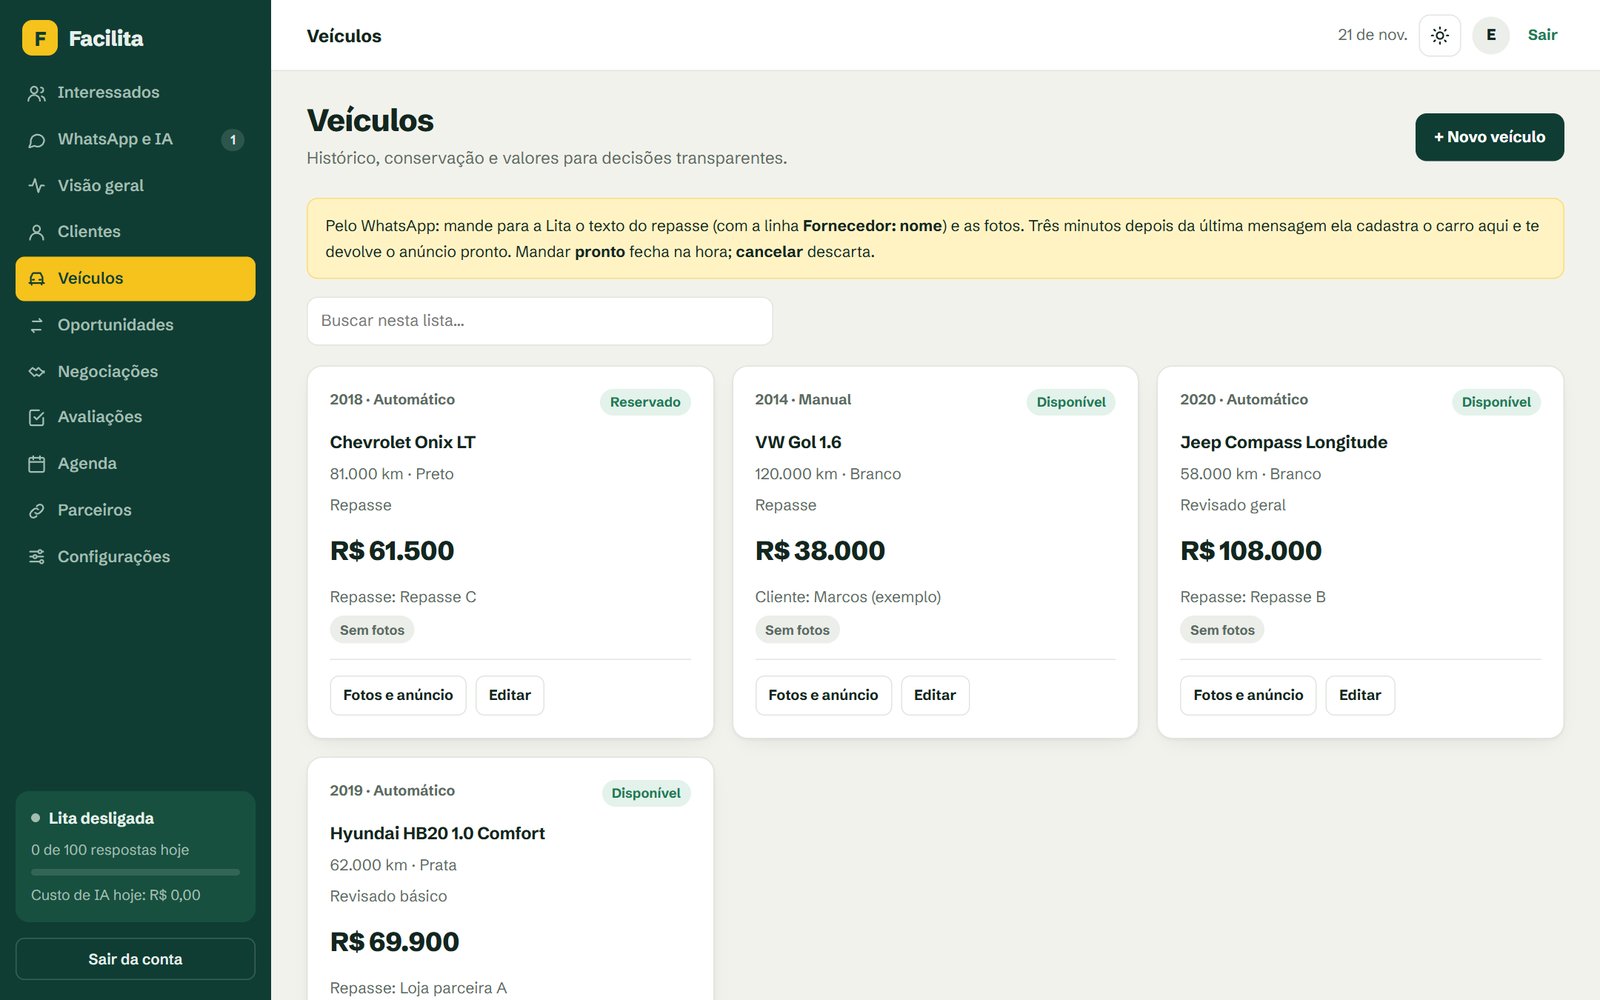 F Facilita
Interessados
WhatsApp e IA 1
Visão geral
Clientes
Veículos
Oportunidades
Negociações
Avaliações
Agenda
Parceiros
Configurações
Lita desligada
0 de 100 respostas hoje
Custo de IA hoje: R$ 0,00
Sair da conta
Veículos
21 de nov.
E
Sair
Veículos
Histórico, conservação e valores para decisões transparentes.
+ Novo veículo
Pelo WhatsApp: mande para a Lita o texto do repasse (com a linha Fornecedor: nome) e as fotos. Três minutos depois da última mensagem ela cadastra o carro aqui e te
devolve o anúncio pronto. Mandar pronto fecha na hora; cancelar descarta.
Buscar nesta lista...
2018 · Automático
Reservado
Chevrolet Onix LT
81.000 km · Preto
Repasse
R$ 61.500
Repasse: Repasse C
Sem fotos
Fotos e anúncio
Editar
2014 · Manual
Disponível
VW Gol 1.6
120.000 km · Branco
Repasse
R$ 38.000
Cliente: Marcos (exemplo)
Sem fotos
Fotos e anúncio
Editar
2020 · Automático
Disponível
Jeep Compass Longitude
58.000 km · Branco
Revisado geral
R$ 108.000
Repasse: Repasse B
Sem fotos
Fotos e anúncio
Editar
2019 · Automático
Disponível
Hyundai HB20 1.0 Comfort
62.000 km · Prata
Revisado básico
R$ 69.900
Repasse: Loja parceira A